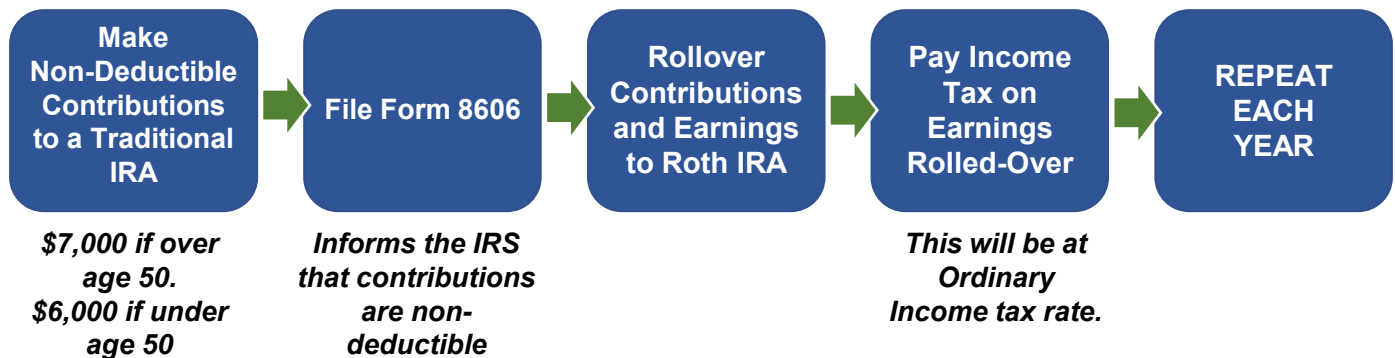 Make
Non-Deductible
Contributions
to a Traditional
IRA
File Form 8606
Rollover
Contributions
and Earnings
to Roth IRA
Pay Income
Tax on
Earnings
Rolled-Over
REPEAT
EACH
YEAR
$7,000 if over
age 50.
$6,000 if under
age 50
Informs the IRS
that contributions
are non-
deductible
This will be at
Ordinary
Income tax rate.